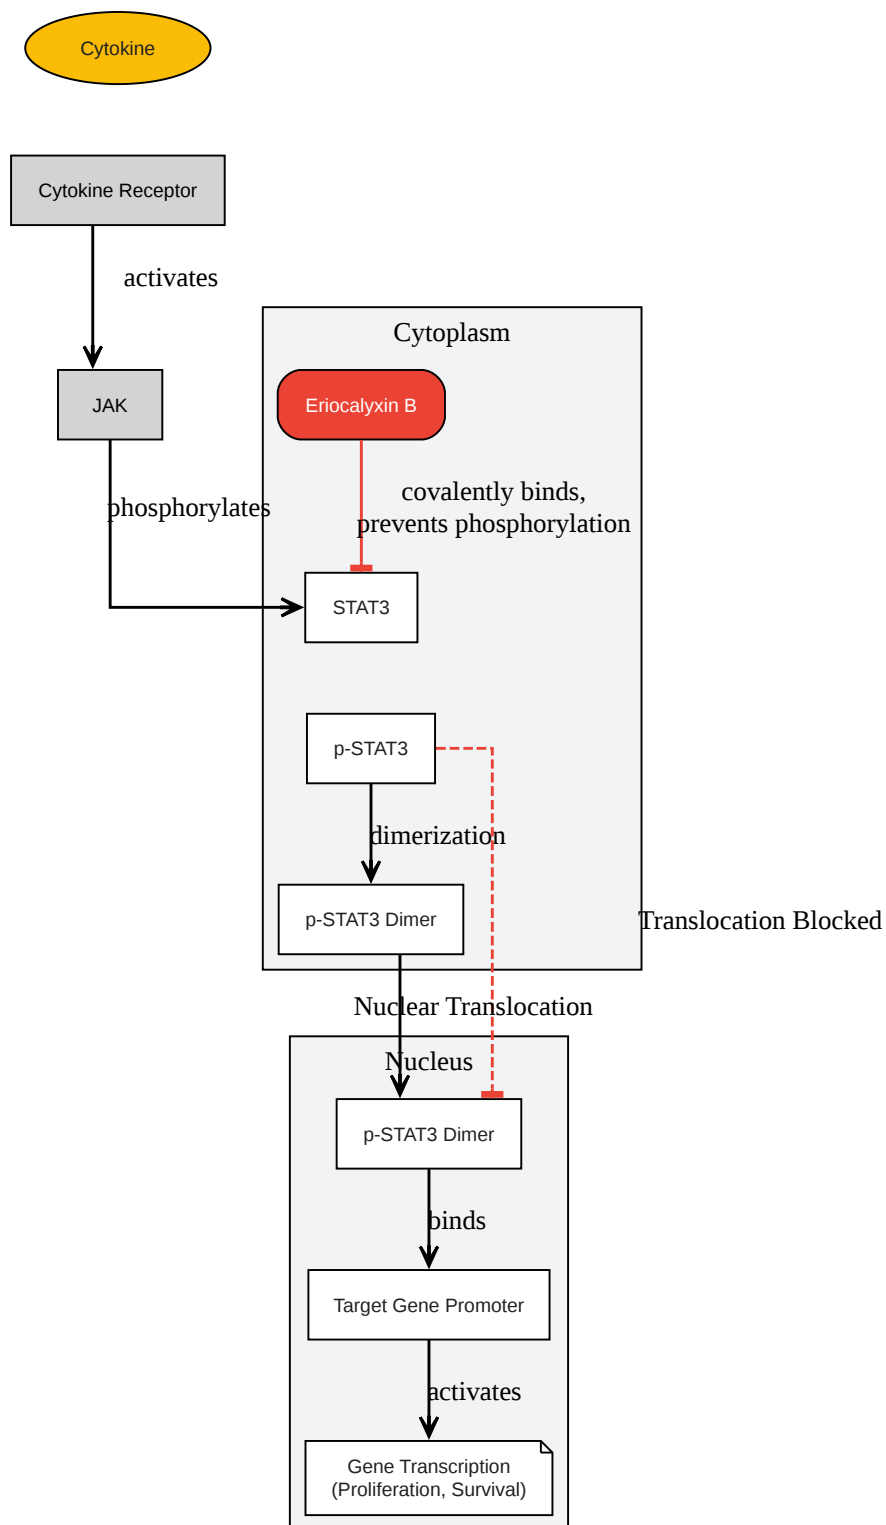 Cytokine
Cytokine Receptor
activates
Cytoplasm
JAK
Eriocalyxin B
phosphorylates
covalently binds,
prevents phosphorylation
STAT3
p-STAT3
dimerization
p-STAT3 Dimer
Translocation Blocked
Nuclear Translocation
Nucleus
p-STAT3 Dimer
binds
Target Gene Promoter
activates
Gene Transcription
(Proliferation, Survival)